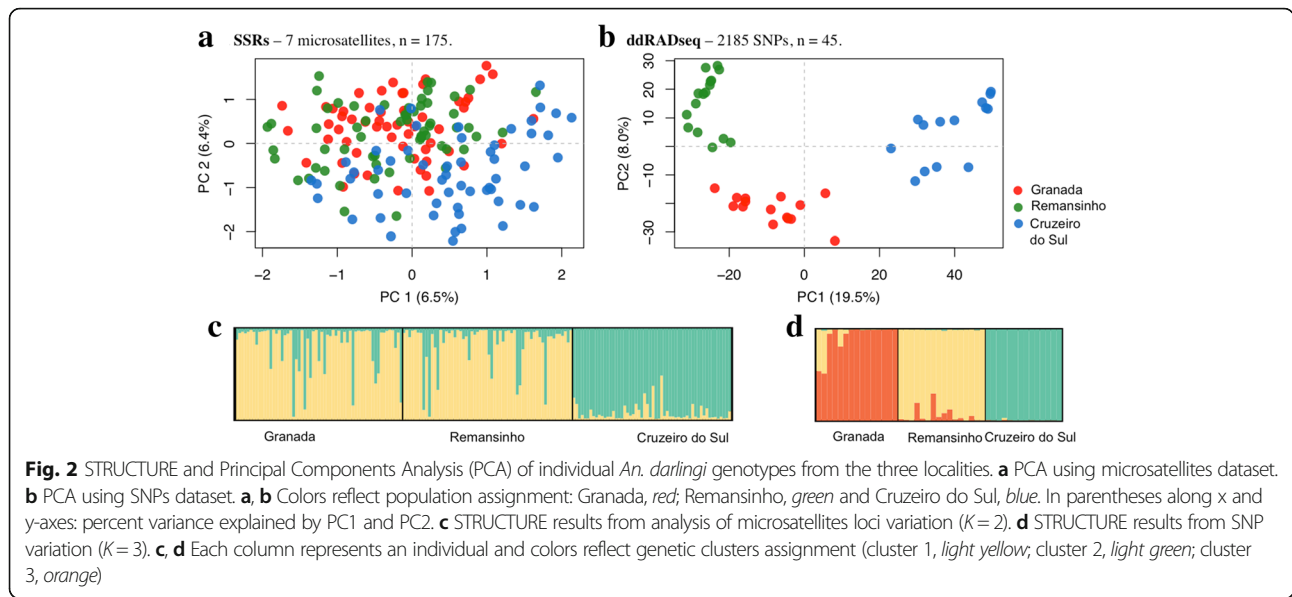 a SSRs – 7 microsatellites, n = 175.
1
0
−1
−2
PC 2 (6.4%)
−2 −1 0 1 2
PC 1 (6.5%)
b ddRADseq – 2185 SNPs, n = 45.
30
20
10
−10
−30
PC2 (8.0%)
−20 0 20 40
PC1 (19.5%)
Granada
Remansinho
Cruzeiro
do Sul
c
Granada Remansinho Cruzeiro do Sul
d
Granada Remansinho Cruzeiro do Sul
Fig. 2 STRUCTURE and Principal Components Analysis (PCA) of individual An. darlingi genotypes from the three localities. a PCA using microsatellites dataset.
b PCA using SNPs dataset. a, b Colors reflect population assignment: Granada, red; Remansinho, green and Cruzeiro do Sul, blue. In parentheses along x and
y-axes: percent variance explained by PC1 and PC2. c STRUCTURE results from analysis of microsatellites loci variation (K = 2). d STRUCTURE results from SNP
variation (K = 3). c, d Each column represents an individual and colors reflect genetic clusters assignment (cluster 1, light yellow; cluster 2, light green; cluster
3, orange)